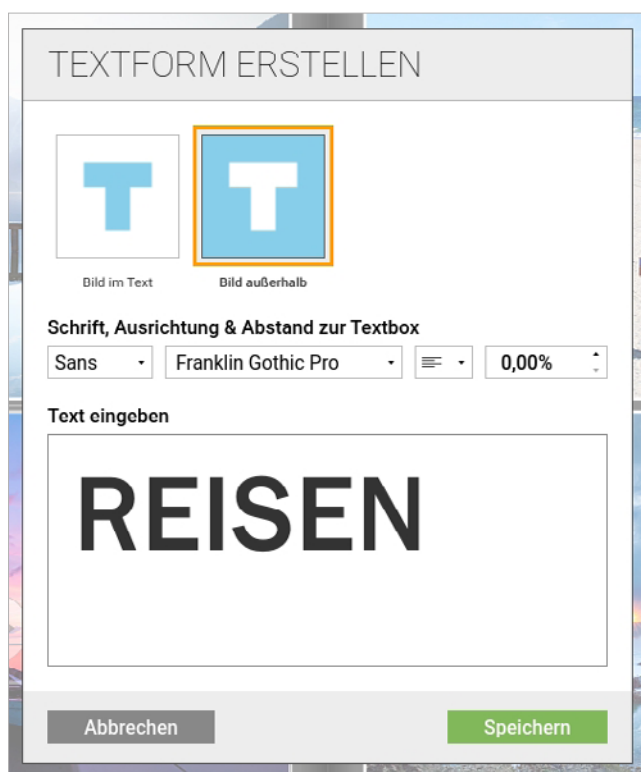 TEXTFORM ERSTELLEN
T T
Bild im Text Bild außerhalb
Schrift, Ausrichtung & Abstand zur Textbox
Sans Franklin Gothic Pro 0,00%
Text eingeben
REISEN
Abbrechen Speichern